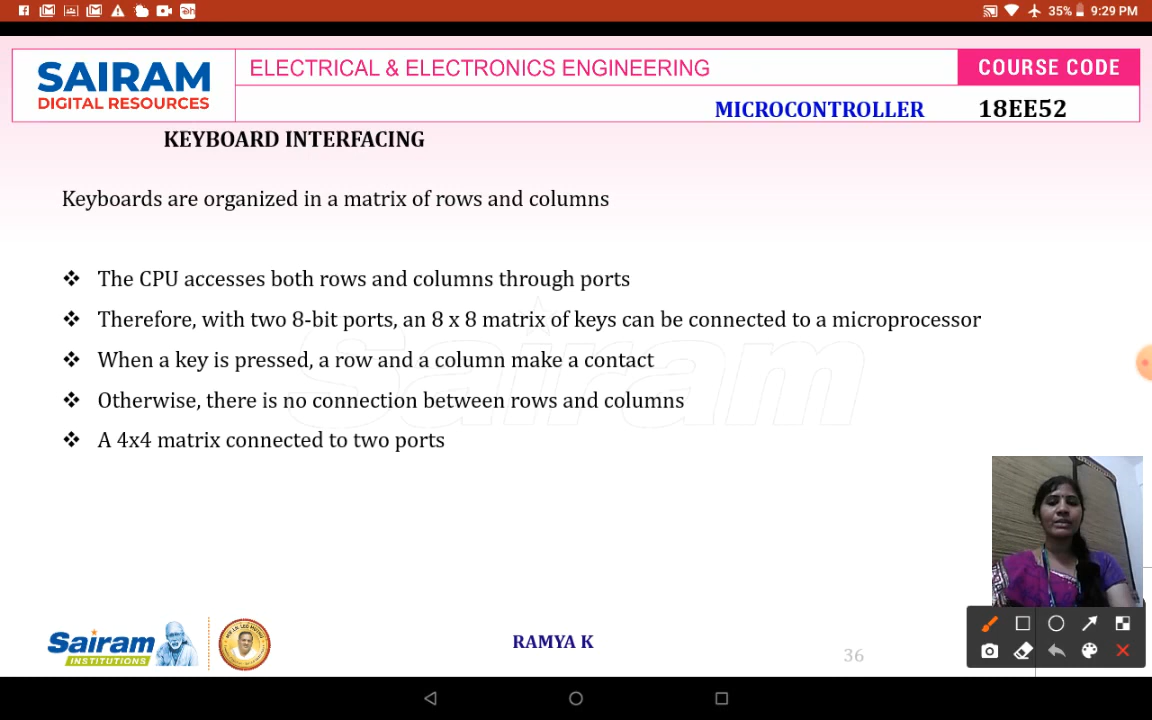 35% 9:29 PM
SAIRAM
DIGITAL RESOURCES
ELECTRICAL & ELECTRONICS ENGINEERING
COURSE CODE
MICROCONTROLLER
18EE52
KEYBOARD INTERFACING
Keyboards are organized in a matrix of rows and columns
❖ The CPU accesses both rows and columns through ports
❖ Therefore, with two 8-bit ports, an 8 x 8 matrix of keys can be connected to a microprocessor
❖ When a key is pressed, a row and a column make a contact
❖ Otherwise, there is no connection between rows and columns
❖ A 4x4 matrix connected to two ports
Sairam
Sairam
INSTITUTIONS
RAMYA K
36